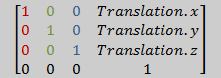 1 0 0 Translation.x
0 1 0 Translation.y
0 0 1 Translation.z
0 0 0 1